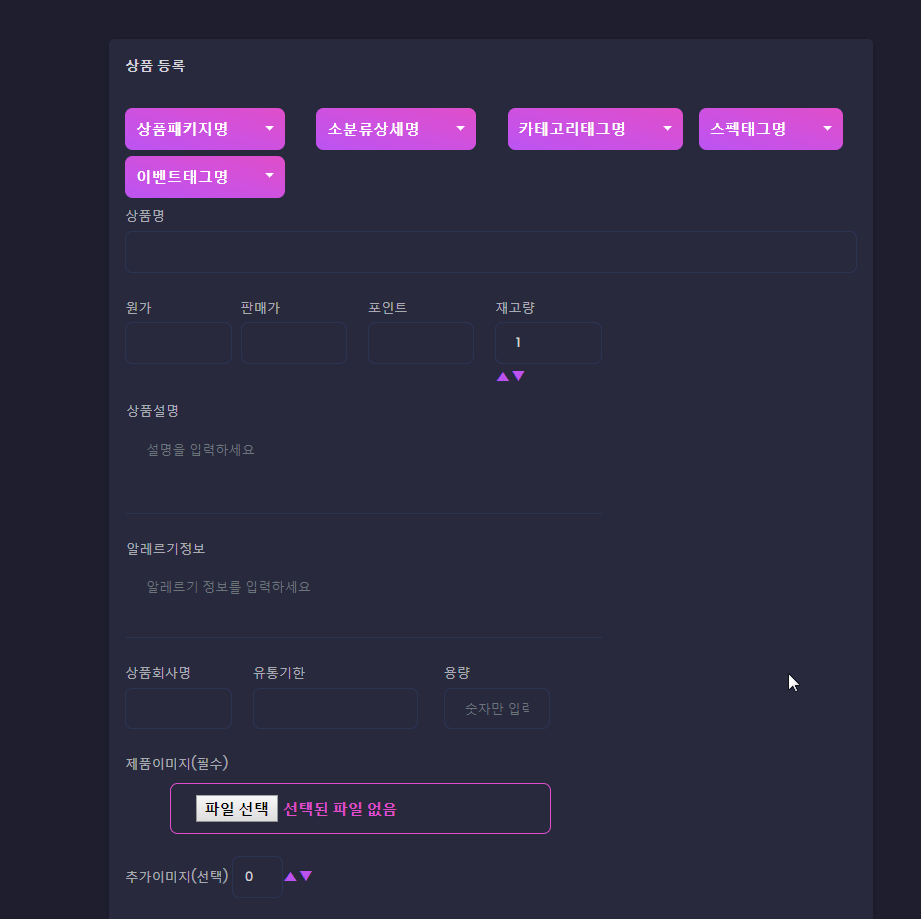 상품 등록
상품패키지명 소분류상세명 카테고리태그명 스펙태그명
이벤트태그명
상품명
원가 판매가 포인트 재고량
1
상품설명
설명을 입력하세요
알레르기정보
알레르기 정보를 입력하세요
상품회사명 유통기한 용량
숫자만 입력
제품이미지(필수)
파일 선택 선택된 파일 없음
추가이미지(선택) 0